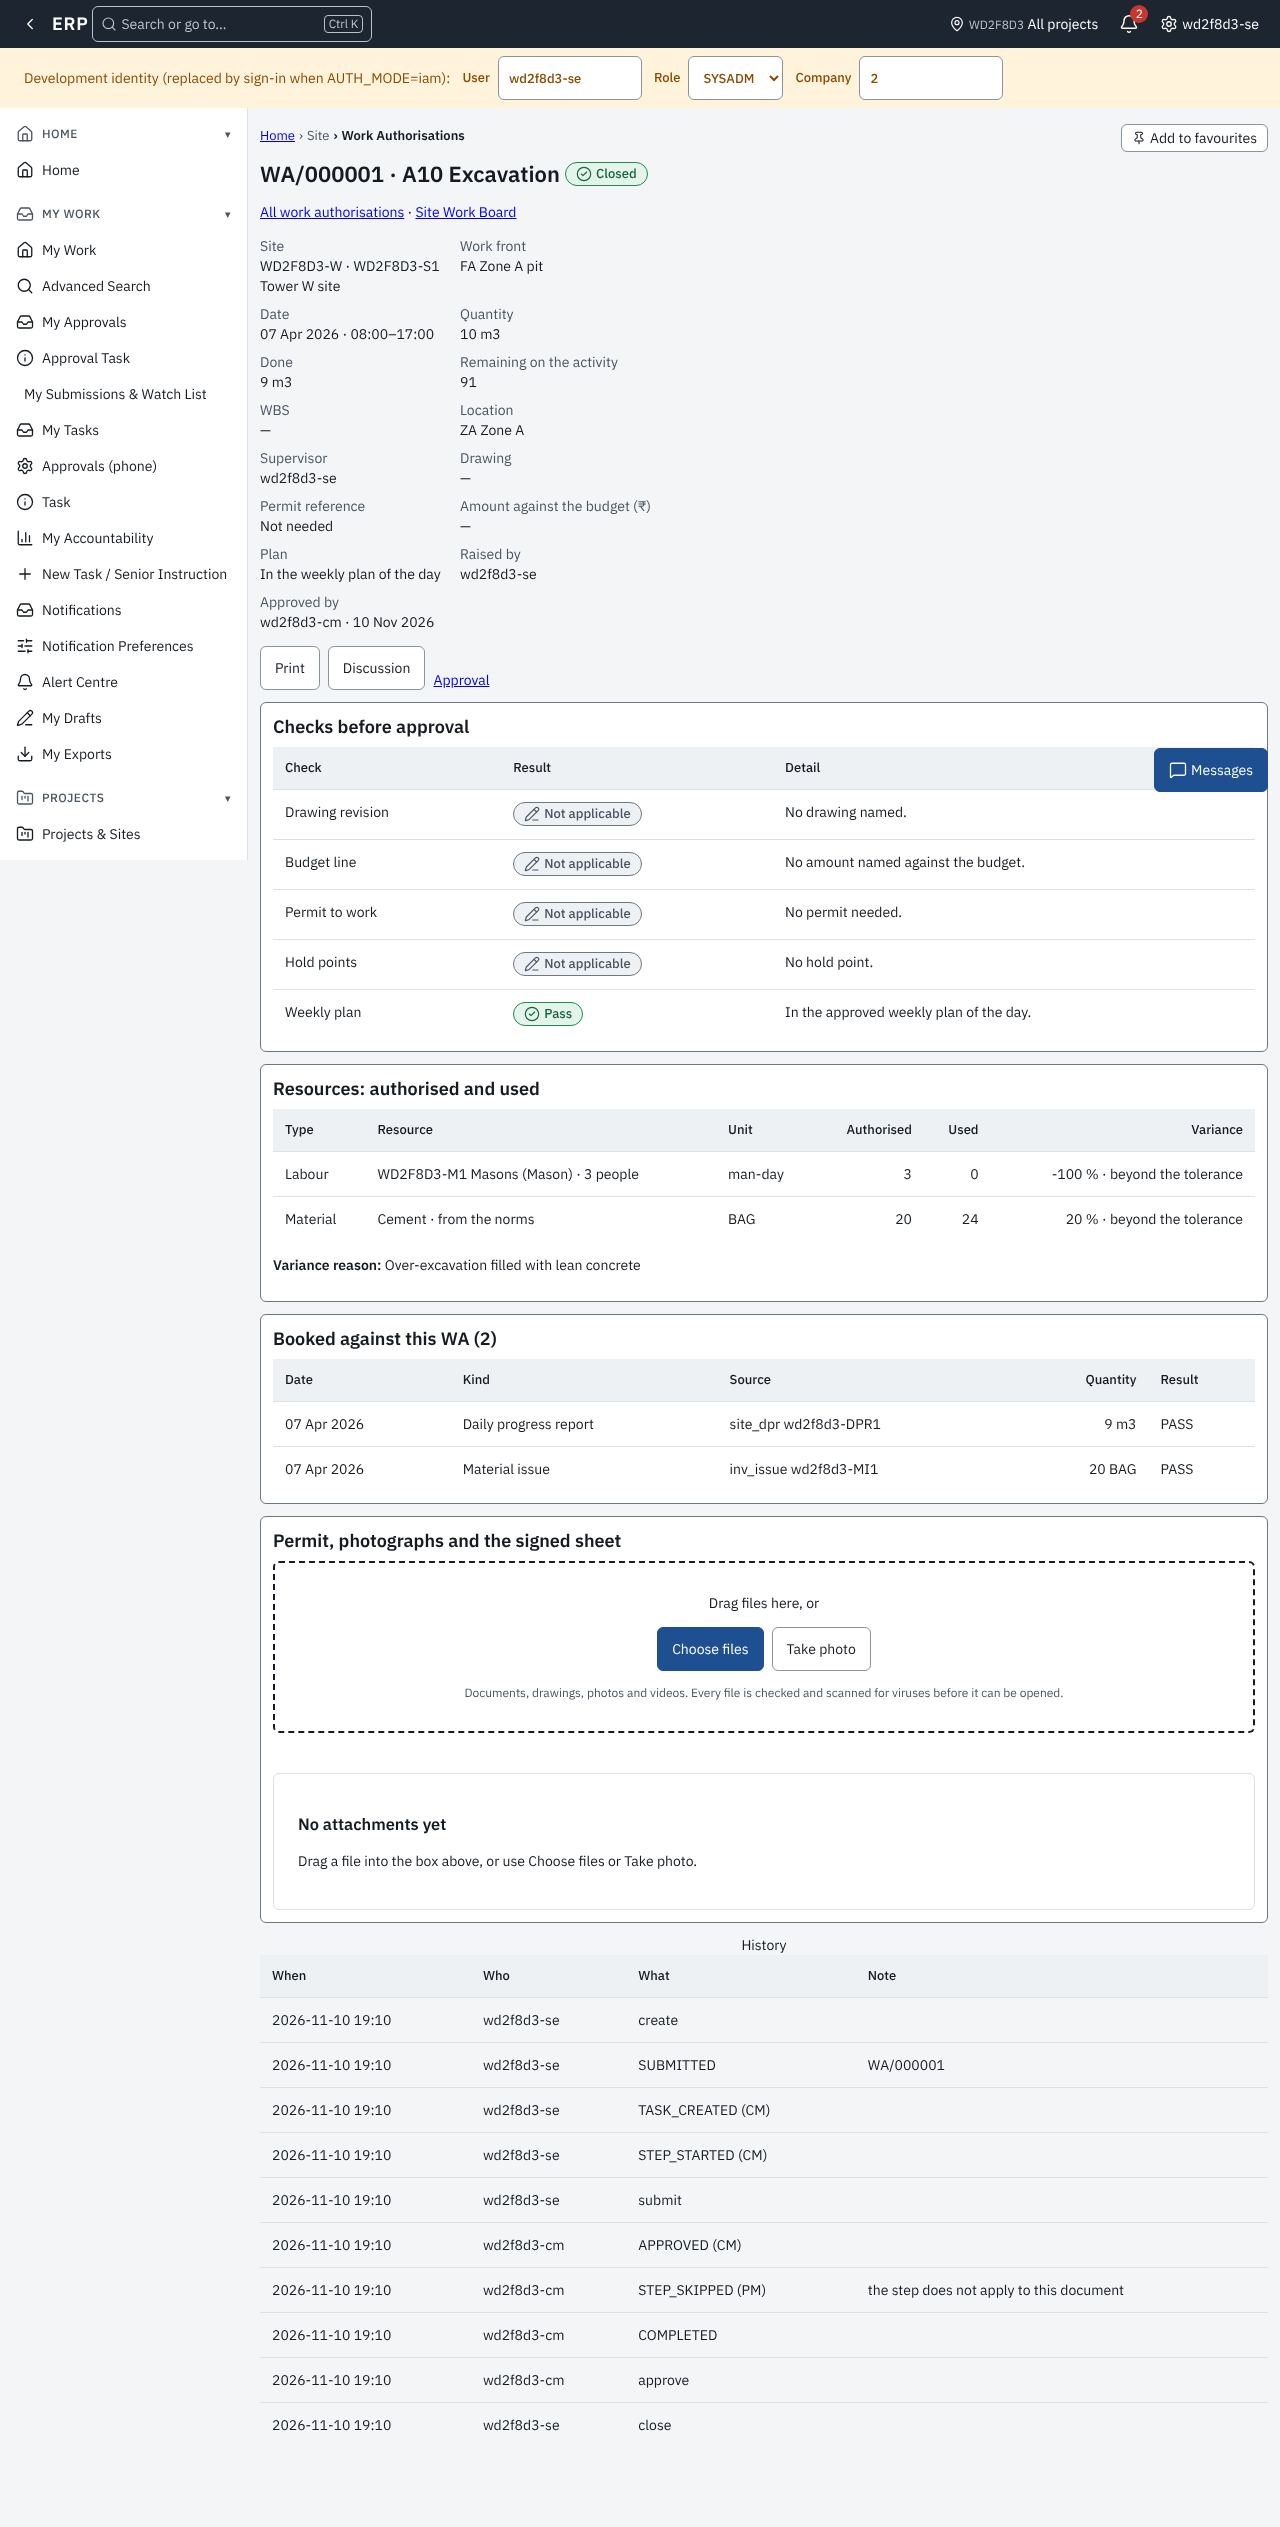 ERP Search or go to... Ctrl K WD2F8D3 All projects 2 wd2f8d3-se
Development identity (replaced by sign-in when AUTH_MODE=iam): User wd2f8d3-se Role SYSADM Company 2
HOME
Home
MY WORK
My Work
Advanced Search
My Approvals
Approval Task
My Submissions & Watch List
My Tasks
Approvals (phone)
Task
My Accountability
New Task / Senior Instruction
Notifications
Notification Preferences
Alert Centre
My Drafts
My Exports
PROJECTS
Projects & Sites
Home › Site › Work Authorisations
Add to favourites
WA/000001 · A10 Excavation Closed
All work authorisations · Site Work Board
Site Work front
WD2F8D3-W · WD2F8D3-S1 FA Zone A pit
Tower W site
Date Quantity
07 Apr 2026 · 08:00–17:00 10 m3
Done Remaining on the activity
9 m3 91
WBS Location
— ZA Zone A
Supervisor Drawing
wd2f8d3-se —
Permit reference Amount against the budget (₹)
Not needed —
Plan Raised by
In the weekly plan of the day wd2f8d3-se
Approved by
wd2f8d3-cm · 10 Nov 2026
Print Discussion Approval
Checks before approval
Check Result Detail
Messages
Drawing revision Not applicable No drawing named.
Budget line Not applicable No amount named against the budget.
Permit to work Not applicable No permit needed.
Hold points Not applicable No hold point.
Weekly plan Pass In the approved weekly plan of the day.
Resources: authorised and used
Type Resource Unit Authorised Used Variance
Labour WD2F8D3-M1 Masons (Mason) · 3 people man-day 3 0 -100 % · beyond the tolerance
Material Cement · from the norms BAG 20 24 20 % · beyond the tolerance
Variance reason: Over-excavation filled with lean concrete
Booked against this WA (2)
Date Kind Source Quantity Result
07 Apr 2026 Daily progress report site_dpr wd2f8d3-DPR1 9 m3 PASS
07 Apr 2026 Material issue inv_issue wd2f8d3-MI1 20 BAG PASS
Permit, photographs and the signed sheet
Drag files here, or
Choose files Take photo
Documents, drawings, photos and videos. Every file is checked and scanned for viruses before it can be opened.
No attachments yet
Drag a file into the box above, or use Choose files or Take photo.
History
When Who What Note
2026-11-10 19:10 wd2f8d3-se create
2026-11-10 19:10 wd2f8d3-se SUBMITTED WA/000001
2026-11-10 19:10 wd2f8d3-se TASK_CREATED (CM)
2026-11-10 19:10 wd2f8d3-se STEP_STARTED (CM)
2026-11-10 19:10 wd2f8d3-se submit
2026-11-10 19:10 wd2f8d3-cm APPROVED (CM)
2026-11-10 19:10 wd2f8d3-cm STEP_SKIPPED (PM) the step does not apply to this document
2026-11-10 19:10 wd2f8d3-cm COMPLETED
2026-11-10 19:10 wd2f8d3-cm approve
2026-11-10 19:10 wd2f8d3-se close